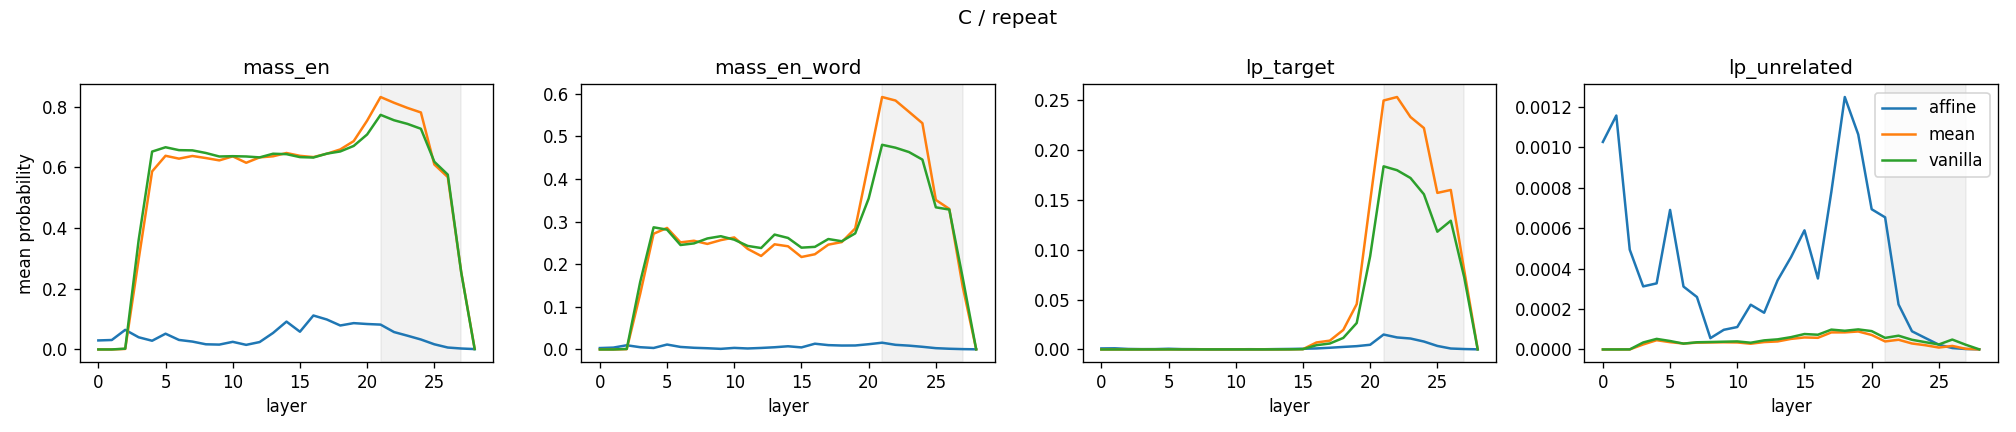 C / repeat
mass_en
mean probability
0.8
0.6
0.4
0.2
0.0
0 5 10 15 20 25
layer
mass_en_word
0.6
0.5
0.4
0.3
0.2
0.1
0.0
0 5 10 15 20 25
layer
lp_target
0.25
0.20
0.15
0.10
0.05
0.00
0 5 10 15 20 25
layer
lp_unrelated
0.0012
0.0010
0.0008
0.0006
0.0004
0.0002
0.0000
0 5 10 15 20 25
layer
affine
mean
vanilla